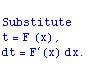 Substitute
t = F (x),
dt = F′(x) dx.